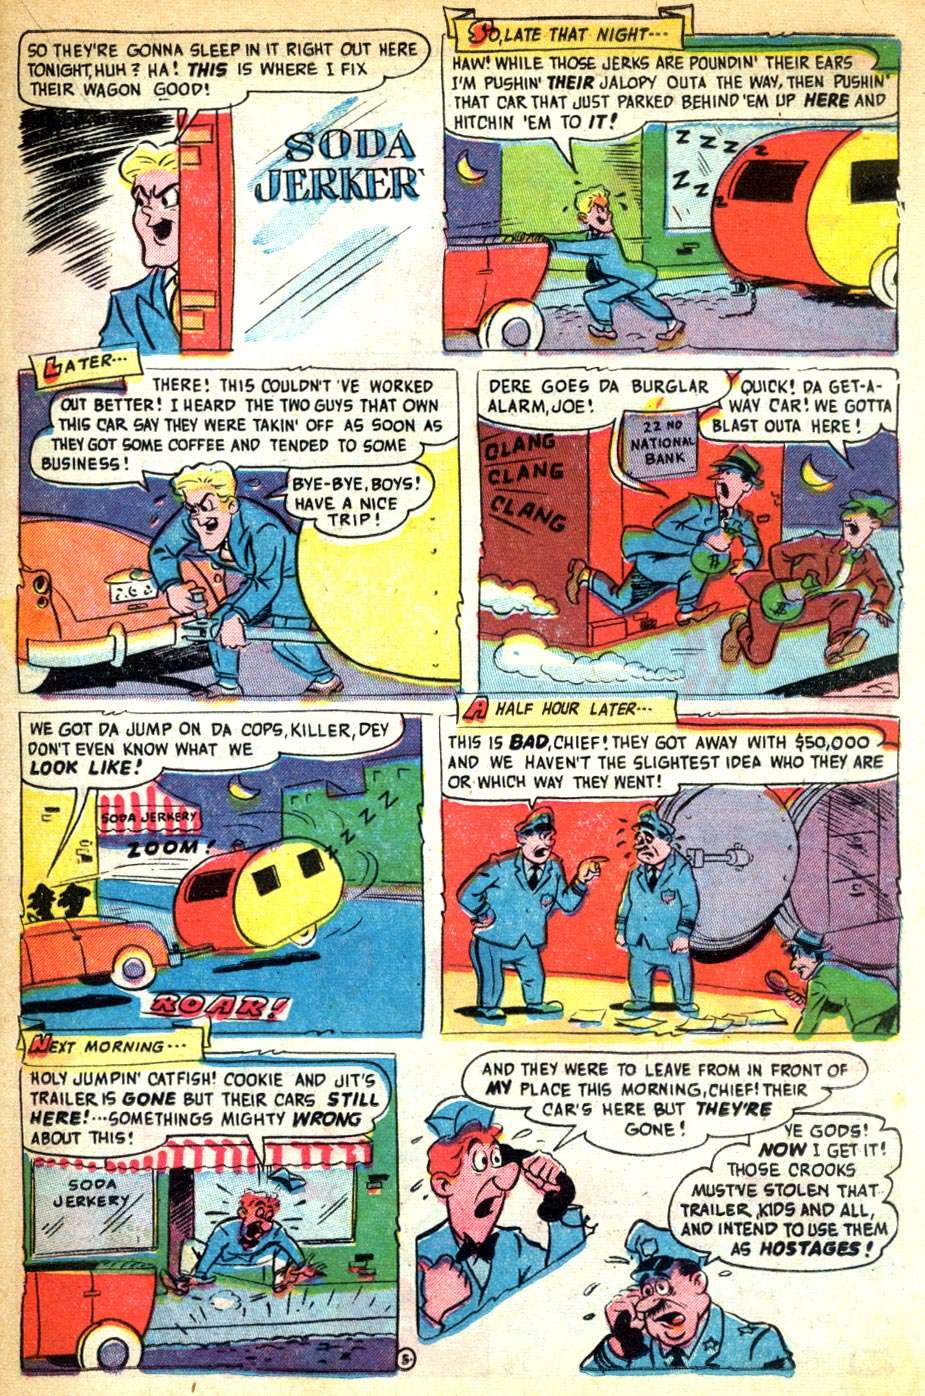 SO THEY'RE GONNA SLEEP IN IT RIGHT OUT HERE
TONIGHT, HUH? HA! THIS IS WHERE I FIX
THEIR WAGON GOOD!
SODA
JERKER
SO, LATE THAT NIGHT---
HAW! WHILE THOSE JERKS ARE POUNDIN' THEIR EARS
I'M PUSHIN' THEIR JALOPY OUTA THE WAY, THEN PUSHIN'
THAT CAR THAT JUST PARKED BEHIND 'EM UP HERE AND
HITCHIN 'EM TO IT!
Z Z Z Z Z
Z Z Z
LATER---
THERE! THIS COULDN'T 'VE WORKED
OUT BETTER! I HEARD THE TWO GUYS THAT OWN
THIS CAR SAY THEY WERE TAKIN' OFF AS SOON AS
THEY GOT SOME COFFEE AND TENDED TO SOME
BUSINESS!
BYE-BYE, BOYS!
HAVE A NICE
TRIP!
DERE GOES DA BURGLAR
ALARM, JOE!
QUICK! DA GET-A-
WAY CAR! WE GOTTA
BLAST OUTA HERE!
CLANG
CLANG
CLANG
22 ND
NATIONAL
BANK
$
$
WE GOT DA JUMP ON DA COPS, KILLER, DEY
DON'T EVEN KNOW WHAT WE
LOOK LIKE!
SODA JERKERY
ZOOM!
Z Z Z Z
ROAR!
A HALF HOUR LATER---
THIS IS BAD, CHIEF! THEY GOT AWAY WITH $50,000
AND WE HAVEN'T THE SLIGHTEST IDEA WHO THEY ARE
OR WHICH WAY THEY WENT!
NEXT MORNING---
HOLY JUMPIN' CATFISH! COOKIE AND JIT'S
TRAILER IS GONE BUT THEIR CARS STILL
HERE!---SOMETHINGS MIGHTY WRONG
ABOUT THIS!
SODA
JERKERY
5-
AND THEY WERE TO LEAVE FROM IN FRONT OF
MY PLACE THIS MORNING, CHIEF! THEIR
CAR'S HERE BUT THEY'RE
GONE!
YE GODS!
NOW I GET IT!
THOSE CROOKS
MUST'VE STOLEN THAT
TRAILER, KIDS AND ALL,
AND INTEND TO USE THEM
AS HOSTAGES!